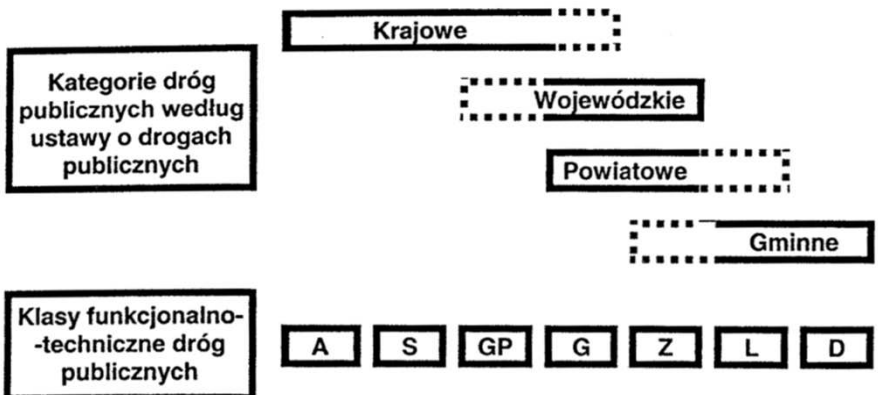 Krajowe
Kategorie dróg
publicznych według
ustawy o drogach
publicznych
Wojewódzkie
Powiatowe
Gminne
Klasy funkcjonalno-
-techniczne dróg
publicznych
A
S
GP
G
Z
L
D